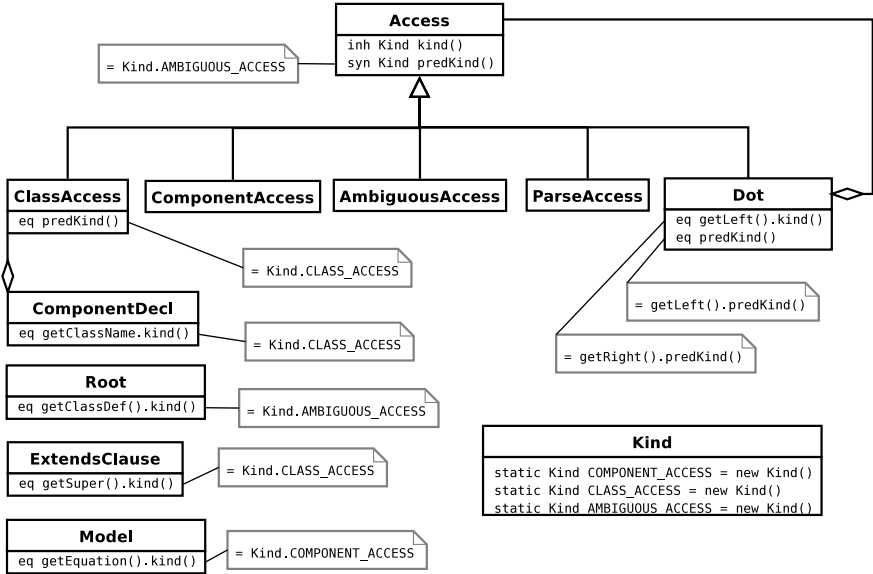 Access
inh Kind kind()
syn Kind predKind()
= Kind.AMBIGUOUS_ACCESS
ClassAccess
eq predKind()
ComponentAccess
AmbiguousAccess
ParseAccess
Dot
eq getLeft().kind()
eq predKind()
= Kind.CLASS_ACCESS
= getLeft().predKind()
ComponentDecl
eq getClassName.kind()
= Kind.CLASS_ACCESS
= getRight().predKind()
Root
eq getClassDef().kind()
= Kind.AMBIGUOUS_ACCESS
ExtendsClause
eq getSuper().kind()
= Kind.CLASS_ACCESS
Kind
static Kind COMPONENT_ACCESS = new Kind()
static Kind CLASS_ACCESS = new Kind()
static Kind AMBIGUOUS_ACCESS = new Kind()
Model
eq getEquation().kind()
= Kind.COMPONENT_ACCESS